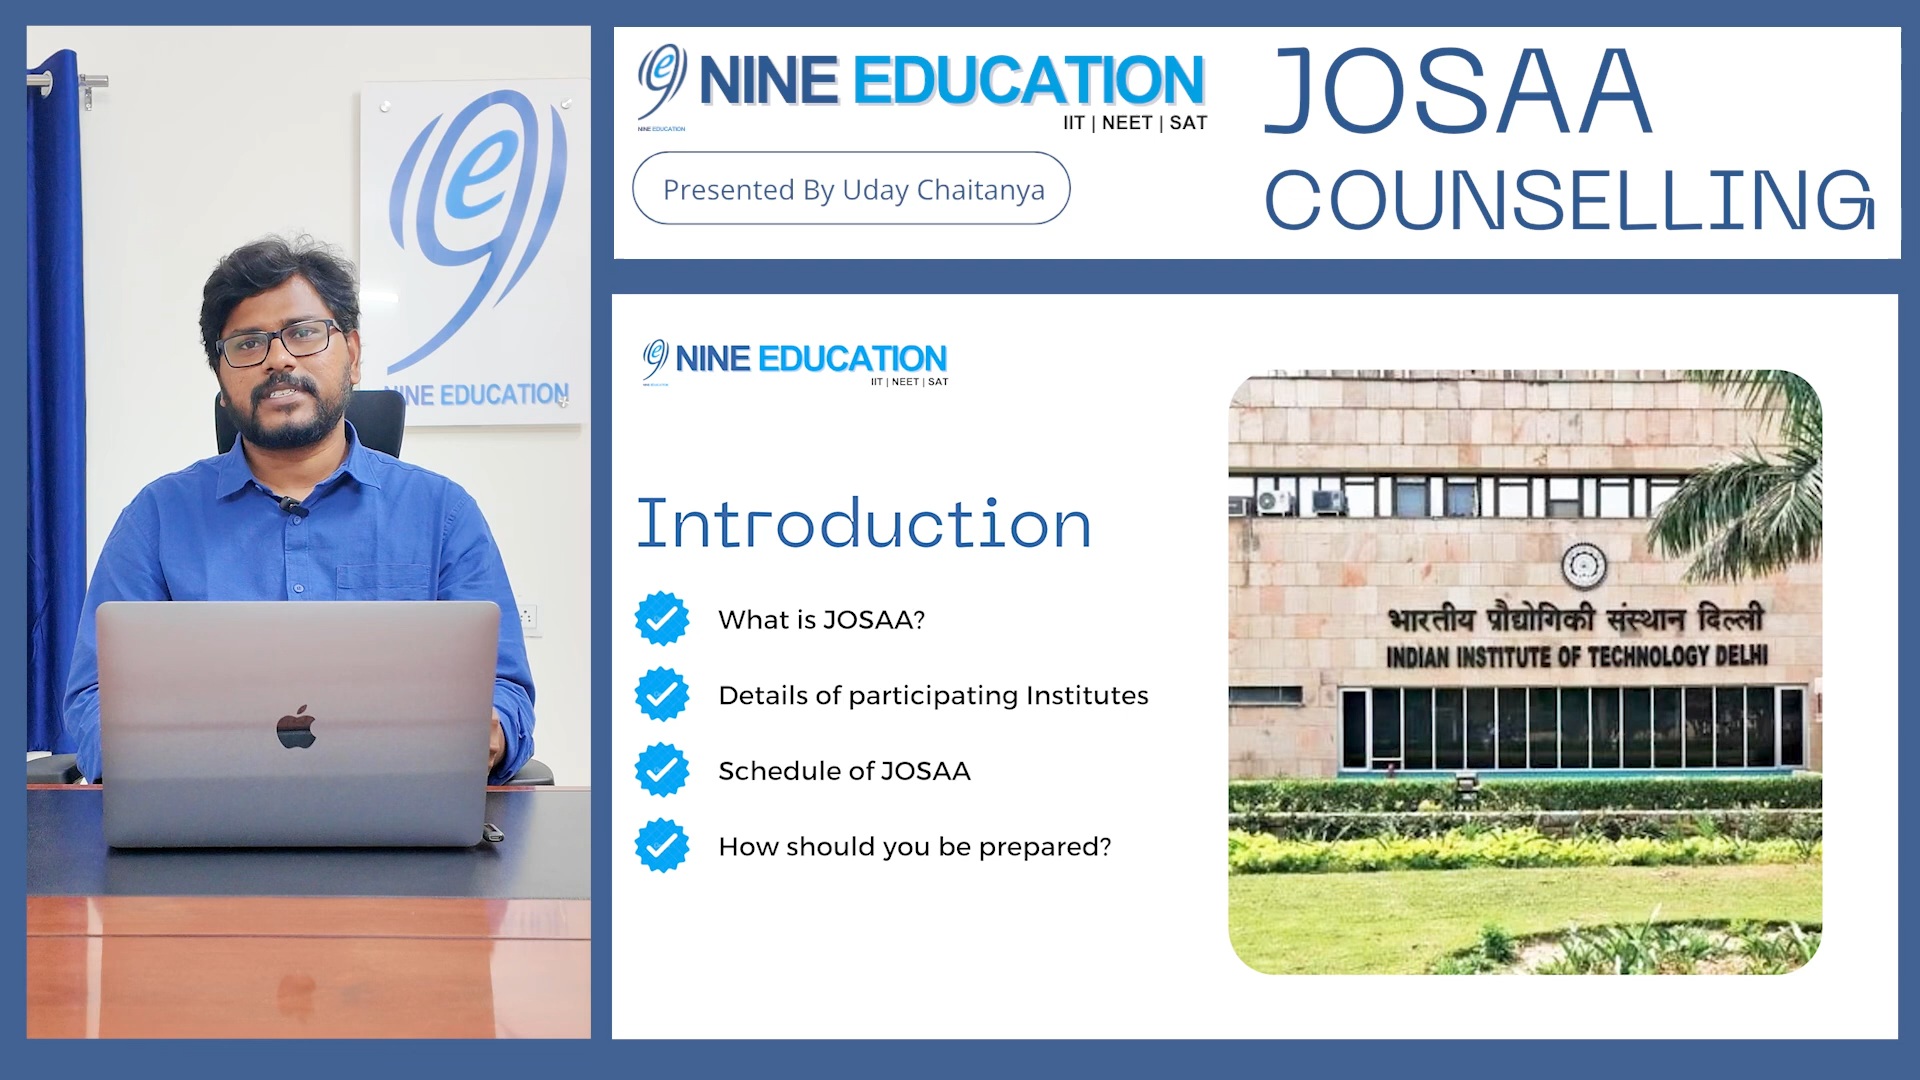 e
NINE EDUCATION
e
NINE EDUCATION
NINE EDUCATION
IIT | NEET | SAT
Presented By Uday Chaitanya
JOSAA
COUNSELLING
e
NINE EDUCATION
IIT | NEET | SAT
Introduction
What is JOSAA?
Details of participating Institutes
Schedule of JOSAA
How should you be prepared?
भारतीय प्रौद्योगिकी संस्थान दिल्ली
INDIAN INSTITUTE OF TECHNOLOGY DELHI